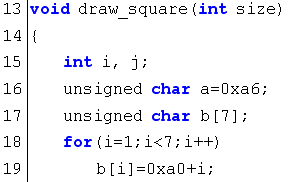 13 void draw_square(int size)
14 {
15 int i, j;
16 unsigned char a=0xa6;
17 unsigned char b[7];
18 for(i=1;i<7;i++)
19 b[i]=0xa0+i;